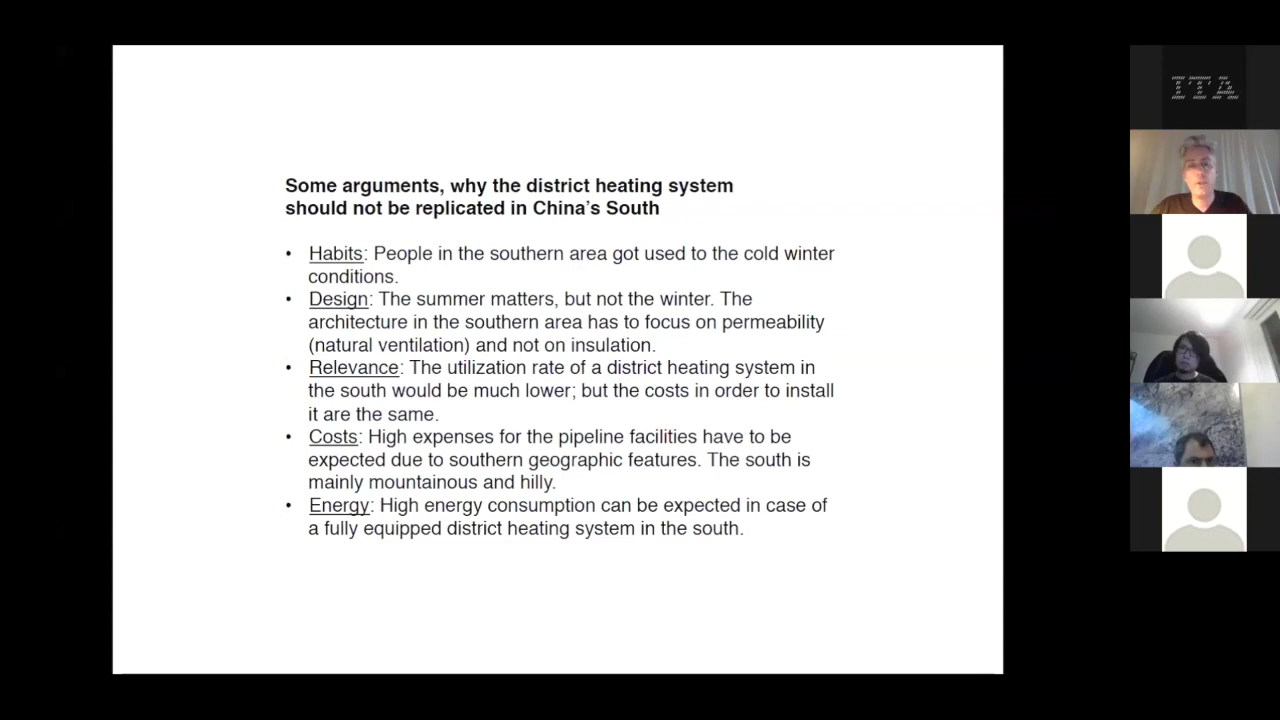 Some arguments, why the district heating system
should not be replicated in China's South
• Habits: People in the southern area got used to the cold winter
conditions.
• Design: The summer matters, but not the winter. The
architecture in the southern area has to focus on permeability
(natural ventilation) and not on insulation.
• Relevance: The utilization rate of a district heating system in
the south would be much lower; but the costs in order to install
it are the same.
• Costs: High expenses for the pipeline facilities have to be
expected due to southern geographic features. The south is
mainly mountainous and hilly.
• Energy: High energy consumption can be expected in case of
a fully equipped district heating system in the south.
ITA